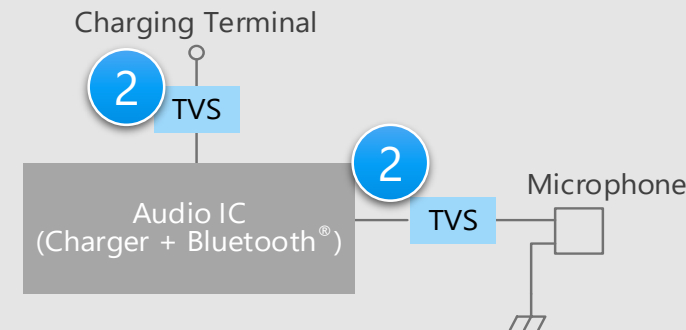 Charging Terminal
2
TVS
2
Audio IC
(Charger + Bluetooth®)
TVS
Microphone